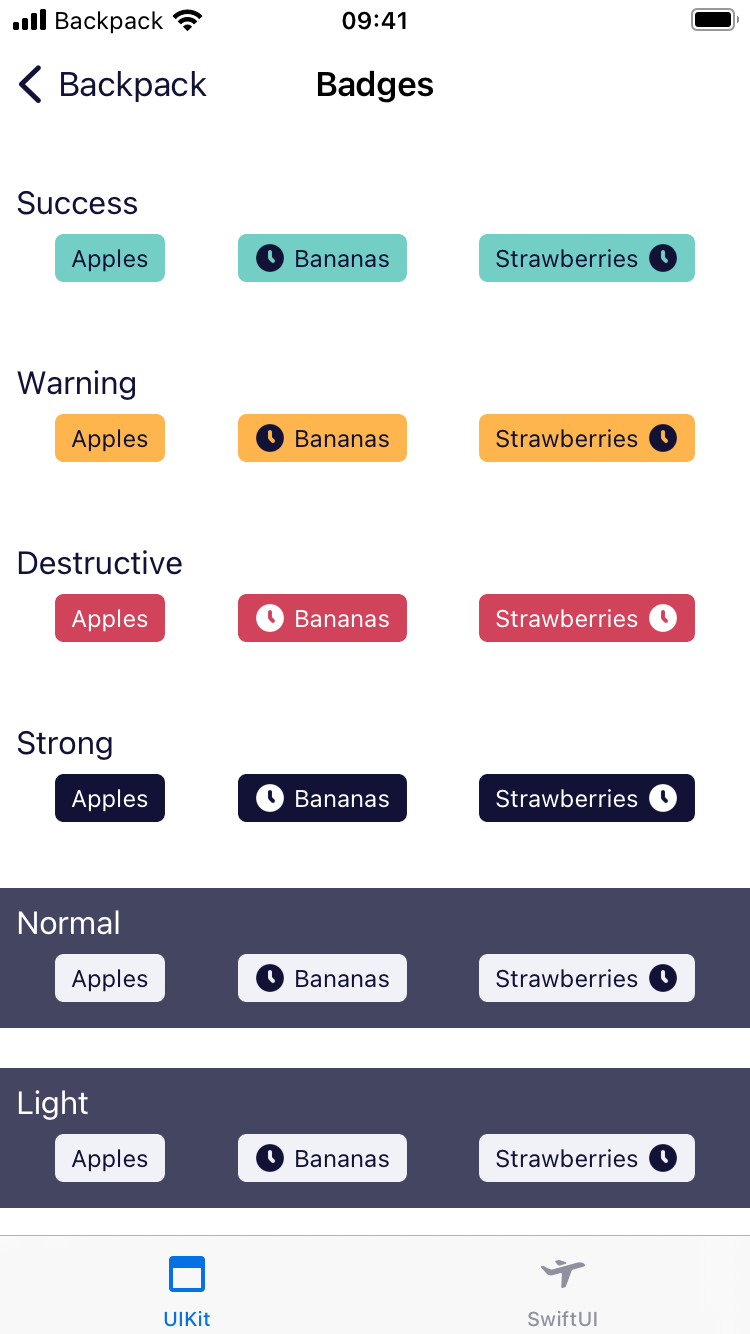 Backpack 09:41
Backpack Badges
Success
Apples Bananas Strawberries
Warning
Apples Bananas Strawberries
Destructive
Apples Bananas Strawberries
Strong
Apples Bananas Strawberries
Normal
Apples Bananas Strawberries
Light
Apples Bananas Strawberries
UIKit SwiftUI